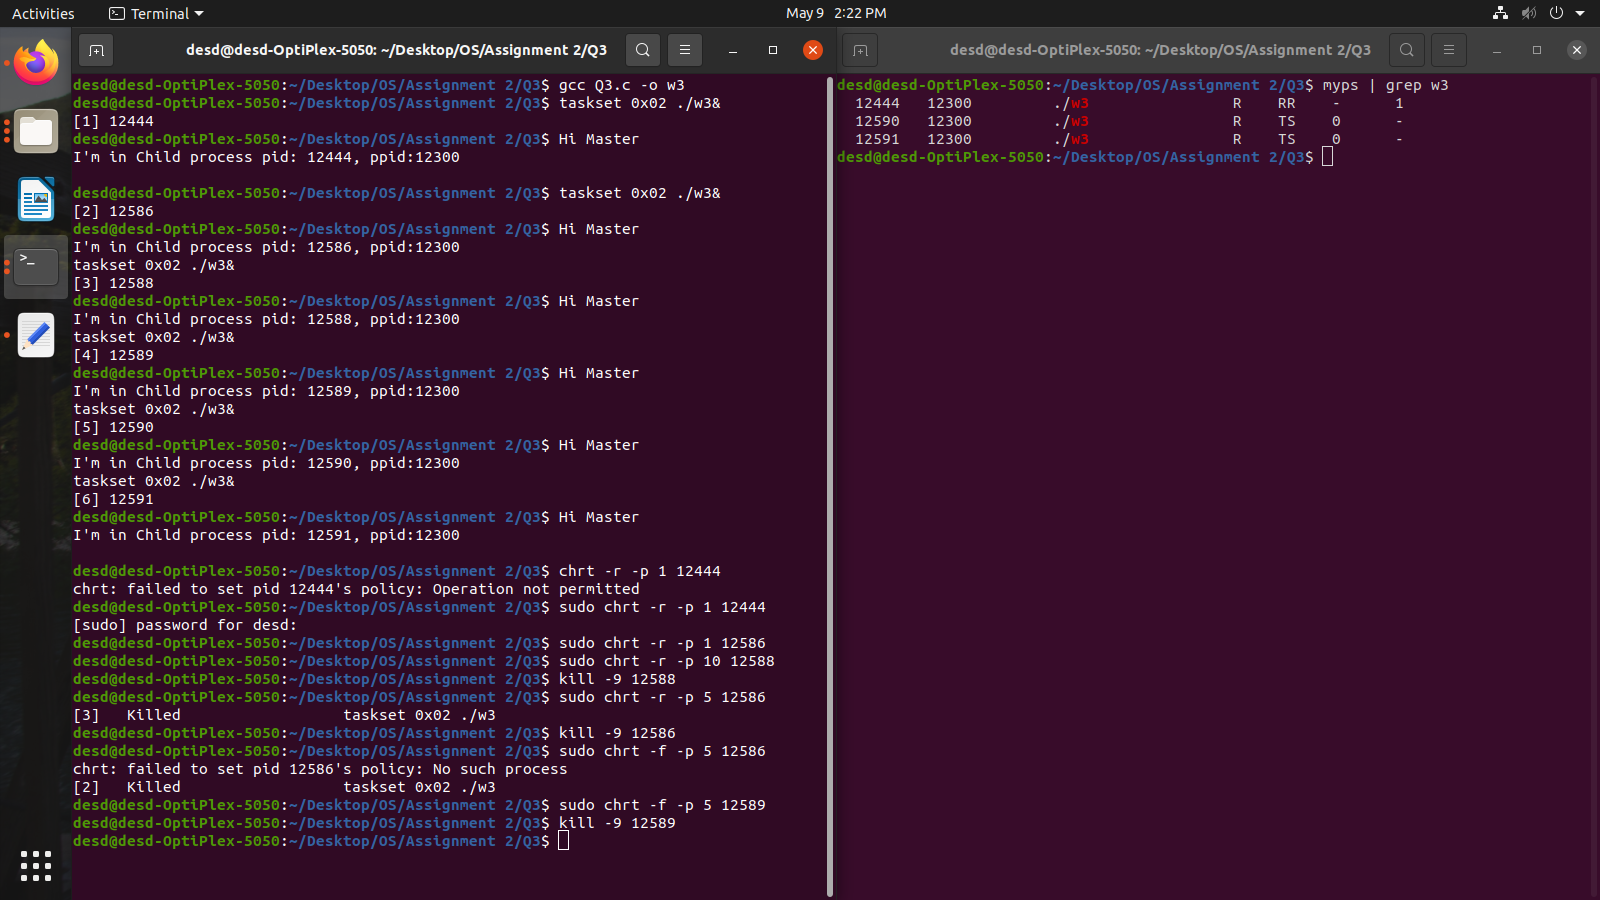 Activities Terminal May 9 2:22 PM
desd@desd-OptiPlex-5050: ~/Desktop/OS/Assignment 2/Q3
desd@desd-OptiPlex-5050:~/Desktop/OS/Assignment 2/Q3$ gcc Q3.c -o w3
desd@desd-OptiPlex-5050:~/Desktop/OS/Assignment 2/Q3$ taskset 0x02 ./w3&
[1] 12444
desd@desd-OptiPlex-5050:~/Desktop/OS/Assignment 2/Q3$ Hi Master
I'm in Child process pid: 12444, ppid:12300
desd@desd-OptiPlex-5050:~/Desktop/OS/Assignment 2/Q3$ taskset 0x02 ./w3&
[2] 12586
desd@desd-OptiPlex-5050:~/Desktop/OS/Assignment 2/Q3$ Hi Master
I'm in Child process pid: 12586, ppid:12300
taskset 0x02 ./w3&
[3] 12588
desd@desd-OptiPlex-5050:~/Desktop/OS/Assignment 2/Q3$ Hi Master
I'm in Child process pid: 12588, ppid:12300
taskset 0x02 ./w3&
[4] 12589
desd@desd-OptiPlex-5050:~/Desktop/OS/Assignment 2/Q3$ Hi Master
I'm in Child process pid: 12589, ppid:12300
taskset 0x02 ./w3&
[5] 12590
desd@desd-OptiPlex-5050:~/Desktop/OS/Assignment 2/Q3$ Hi Master
I'm in Child process pid: 12590, ppid:12300
taskset 0x02 ./w3&
[6] 12591
desd@desd-OptiPlex-5050:~/Desktop/OS/Assignment 2/Q3$ Hi Master
I'm in Child process pid: 12591, ppid:12300
desd@desd-OptiPlex-5050:~/Desktop/OS/Assignment 2/Q3$ chrt -r -p 1 12444
chrt: failed to set pid 12444's policy: Operation not permitted
desd@desd-OptiPlex-5050:~/Desktop/OS/Assignment 2/Q3$ sudo chrt -r -p 1 12444
[sudo] password for desd:
desd@desd-OptiPlex-5050:~/Desktop/OS/Assignment 2/Q3$ sudo chrt -r -p 1 12586
desd@desd-OptiPlex-5050:~/Desktop/OS/Assignment 2/Q3$ sudo chrt -r -p 10 12588
desd@desd-OptiPlex-5050:~/Desktop/OS/Assignment 2/Q3$ kill -9 12588
desd@desd-OptiPlex-5050:~/Desktop/OS/Assignment 2/Q3$ sudo chrt -r -p 5 12586
[3]   Killed                  taskset 0x02 ./w3
desd@desd-OptiPlex-5050:~/Desktop/OS/Assignment 2/Q3$ kill -9 12586
desd@desd-OptiPlex-5050:~/Desktop/OS/Assignment 2/Q3$ sudo chrt -f -p 5 12586
chrt: failed to set pid 12586's policy: No such process
[2]   Killed                  taskset 0x02 ./w3
desd@desd-OptiPlex-5050:~/Desktop/OS/Assignment 2/Q3$ sudo chrt -f -p 5 12589
desd@desd-OptiPlex-5050:~/Desktop/OS/Assignment 2/Q3$ kill -9 12589
desd@desd-OptiPlex-5050:~/Desktop/OS/Assignment 2/Q3$
desd@desd-OptiPlex-5050: ~/Desktop/OS/Assignment 2/Q3
desd@desd-OptiPlex-5050:~/Desktop/OS/Assignment 2/Q3$ myps | grep w3
12444   12300         ./w3                R    RR    -      1
12590   12300         ./w3                R    TS    0      -
12591   12300         ./w3                R    TS    0      -
desd@desd-OptiPlex-5050:~/Desktop/OS/Assignment 2/Q3$